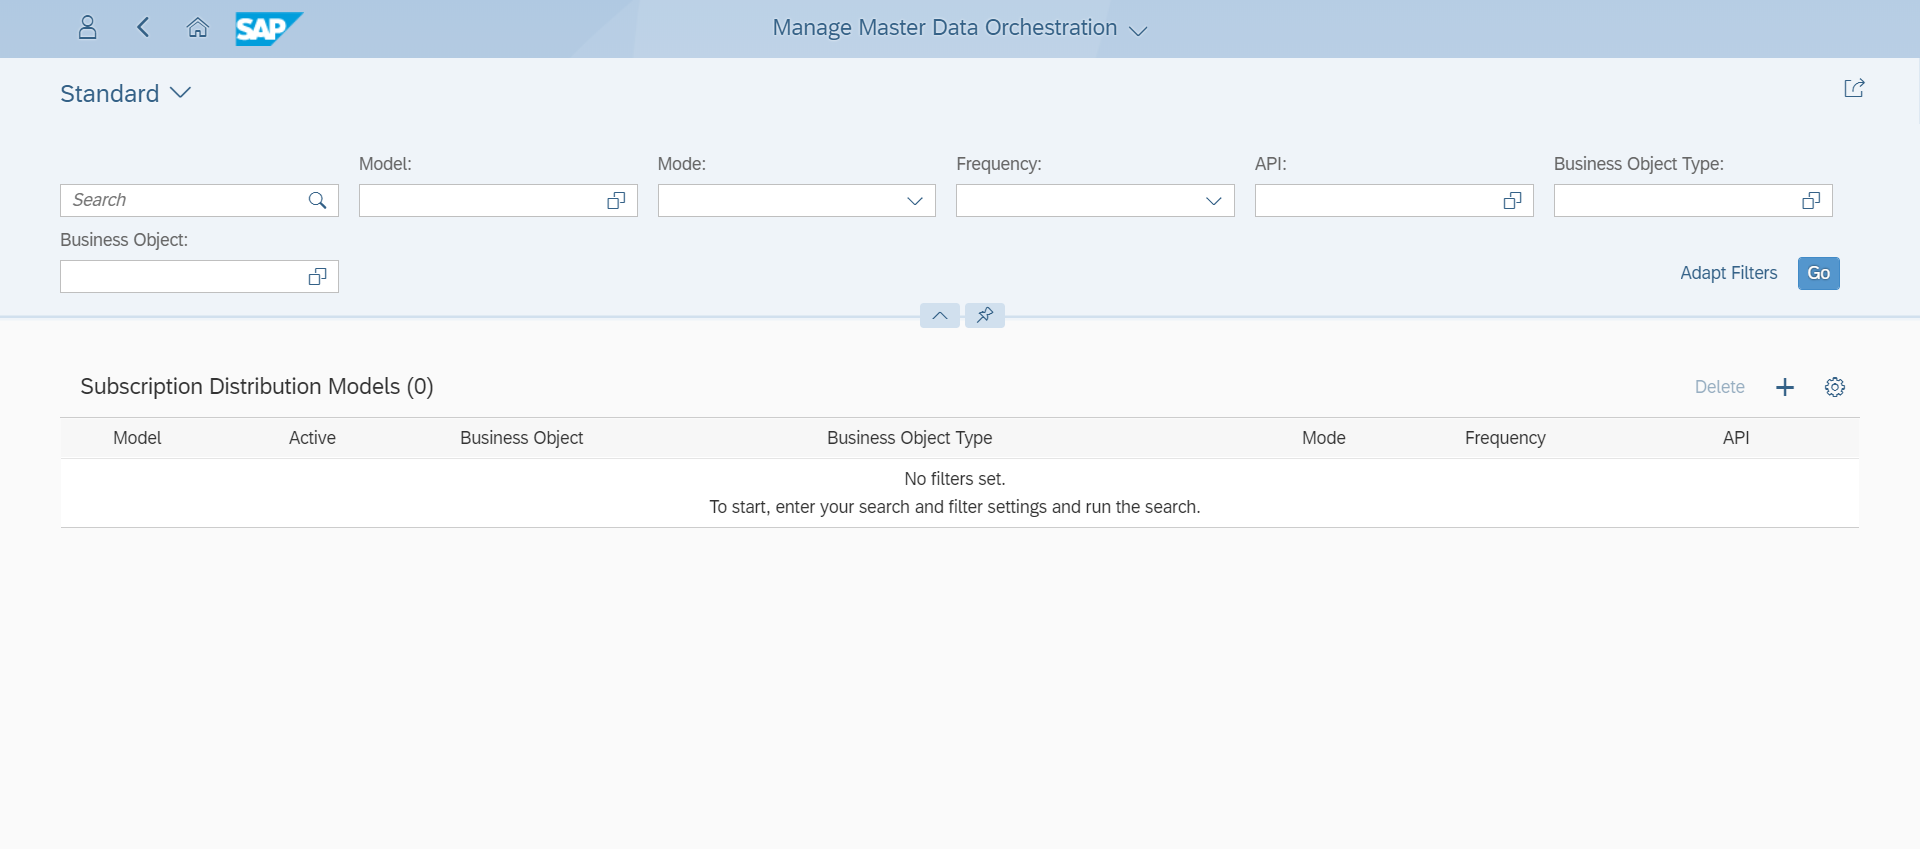 SAP
Manage Master Data Orchestration
Standard
Model:
Mode:
Frequency:
API:
Business Object Type:
Search
Business Object:
Adapt Filters
Go
Subscription Distribution Models (0)
Delete
Model Active Business Object Business Object Type Mode Frequency API
No filters set.
To start, enter your search and filter settings and run the search.